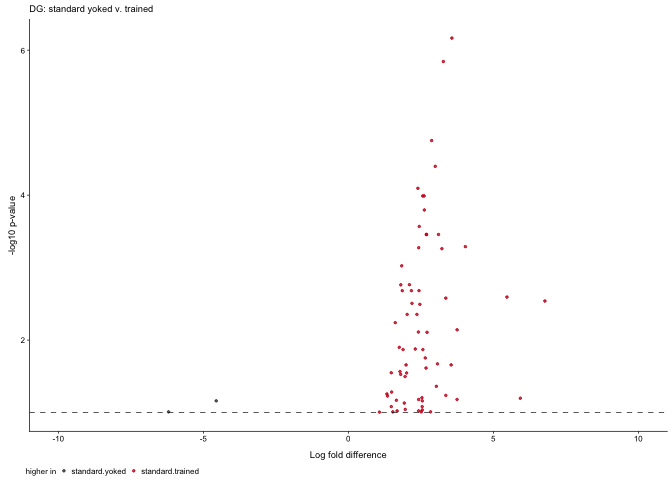 DG: standard yoked v. trained
6
4
2
-log10 p-value
-10 -5 0 5 10
Log fold difference
higher in standard.yoked standard.trained